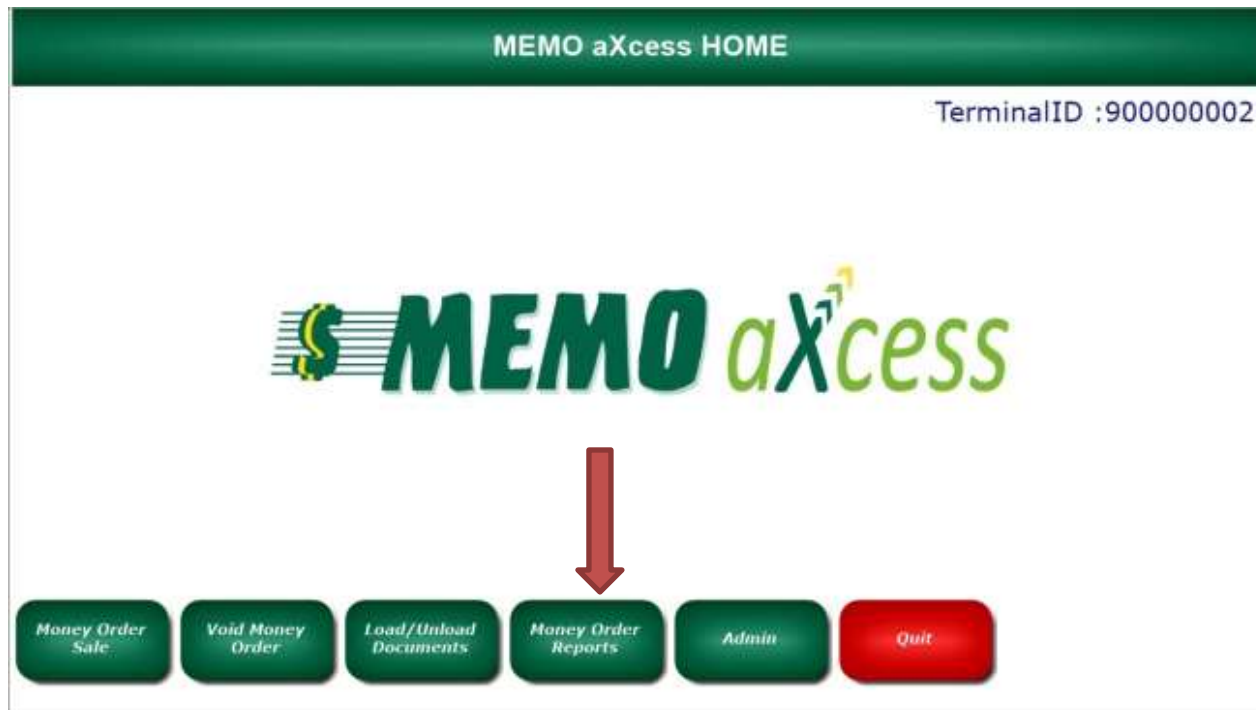 MEMO aXcess HOME
TerminalID :900000002
$ MEMO aXcess
Money Order
Sale
Void Money
Order
Load/Unload
Documents
Money Order
Reports
Admin
Quit